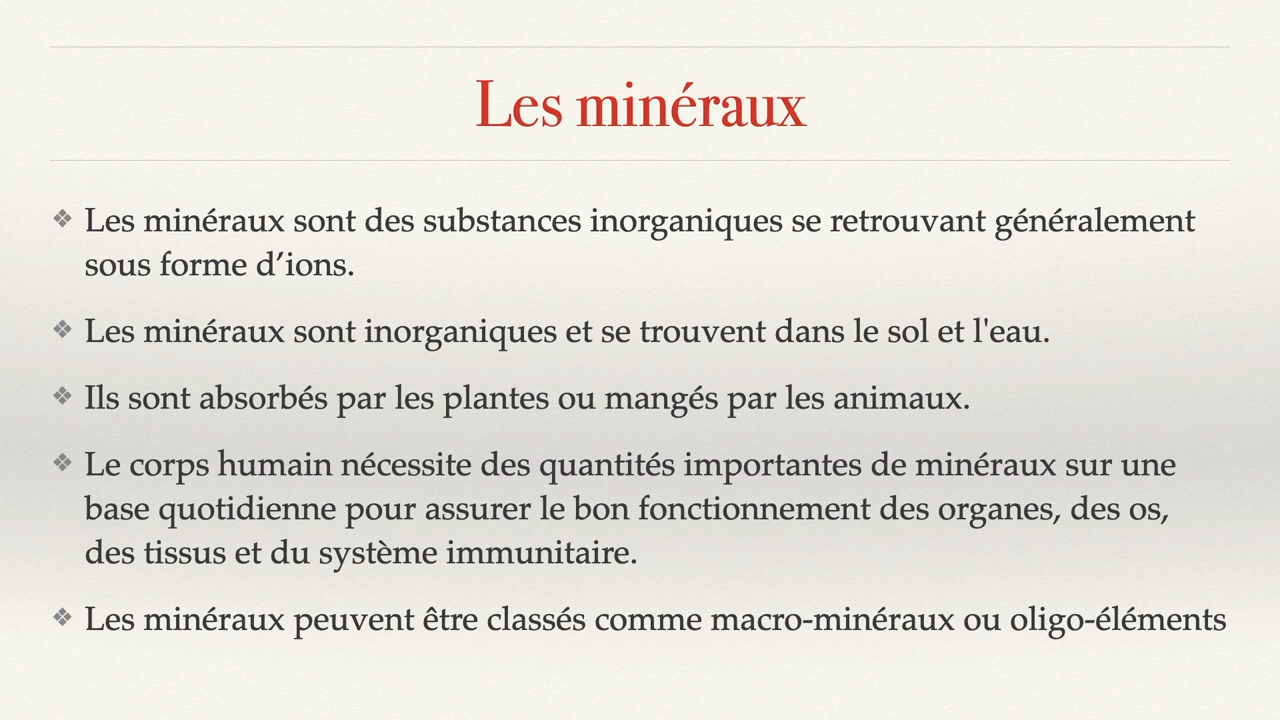 Les minéraux
❖ Les minéraux sont des substances inorganiques se retrouvant généralement
sous forme d’ions.
❖ Les minéraux sont inorganiques et se trouvent dans le sol et l'eau.
❖ Ils sont absorbés par les plantes ou mangés par les animaux.
❖ Le corps humain nécessite des quantités importantes de minéraux sur une
base quotidienne pour assurer le bon fonctionnement des organes, des os,
des tissus et du système immunitaire.
❖ Les minéraux peuvent être classés comme macro-minéraux ou oligo-éléments